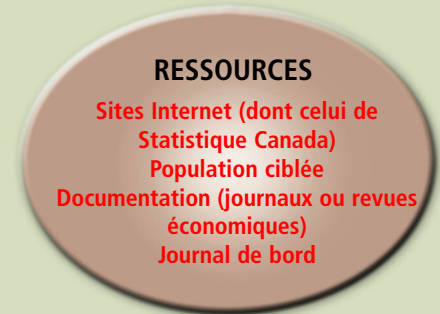 RESSOURCES
Sites Internet (dont celui de
Statistique Canada)
Population ciblée
Documentation (journaux ou revues
économiques)
Journal de bord